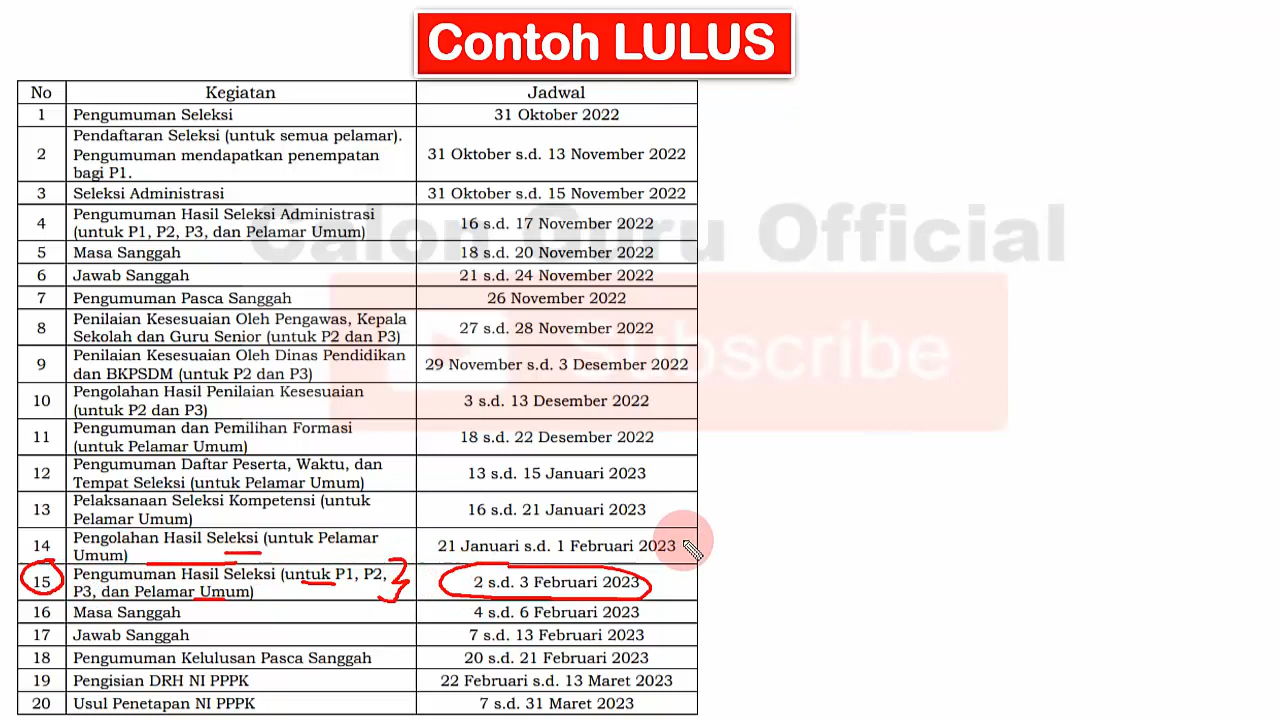 Contoh LULUS
No Kegiatan Jadwal
1 Pengumuman Seleksi 31 Oktober 2022
Pendaftaran Seleksi (untuk semua pelamar).
2 Pengumuman mendapatkan penempatan 31 Oktober s.d. 13 November 2022
bagi P1.
3 Seleksi Administrasi 31 Oktober s.d. 15 November 2022
4 Pengumuman Hasil Seleksi Administrasi 16 s.d. 17 November 2022
(untuk P1, P2, P3, dan Pelamar Umum)
5 Masa Sanggah 18 s.d. 20 November 2022
6 Jawab Sanggah 21 s.d. 24 November 2022
7 Pengumuman Pasca Sanggah 26 November 2022
8 Penilaian Kesesuaian Oleh Pengawas, Kepala 27 s.d. 28 November 2022
Sekolah dan Guru Senior (untuk P2 dan P3)
9 Penilaian Kesesuaian Oleh Dinas Pendidikan 29 November s.d. 3 Desember 2022
dan BKPSDM (untuk P2 dan P3)
10 Pengolahan Hasil Penilaian Kesesuaian 3 s.d. 13 Desember 2022
(untuk P2 dan P3)
11 Pengumuman dan Pemilihan Formasi 18 s.d. 22 Desember 2022
(untuk Pelamar Umum)
12 Pengumuman Daftar Peserta, Waktu, dan 13 s.d. 15 Januari 2023
Tempat Seleksi (untuk Pelamar Umum)
13 Pelaksanaan Seleksi Kompetensi (untuk 16 s.d. 21 Januari 2023
Pelamar Umum)
14 Pengolahan Hasil Seleksi (untuk Pelamar 21 Januari s.d. 1 Februari 2023
Umum)
15 Pengumuman Hasil Seleksi (untuk P1, P2, 2 s.d. 3 Februari 2023
P3, dan Pelamar Umum)
16 Masa Sanggah 4 s.d. 6 Februari 2023
17 Jawab Sanggah 7 s.d. 13 Februari 2023
18 Pengumuman Kelulusan Pasca Sanggah 20 s.d. 21 Februari 2023
19 Pengisian DRH NI PPPK 22 Februari s.d. 13 Maret 2023
20 Usul Penetapan NI PPPK 7 s.d. 31 Maret 2023
Calon Guru Official
Subscribe